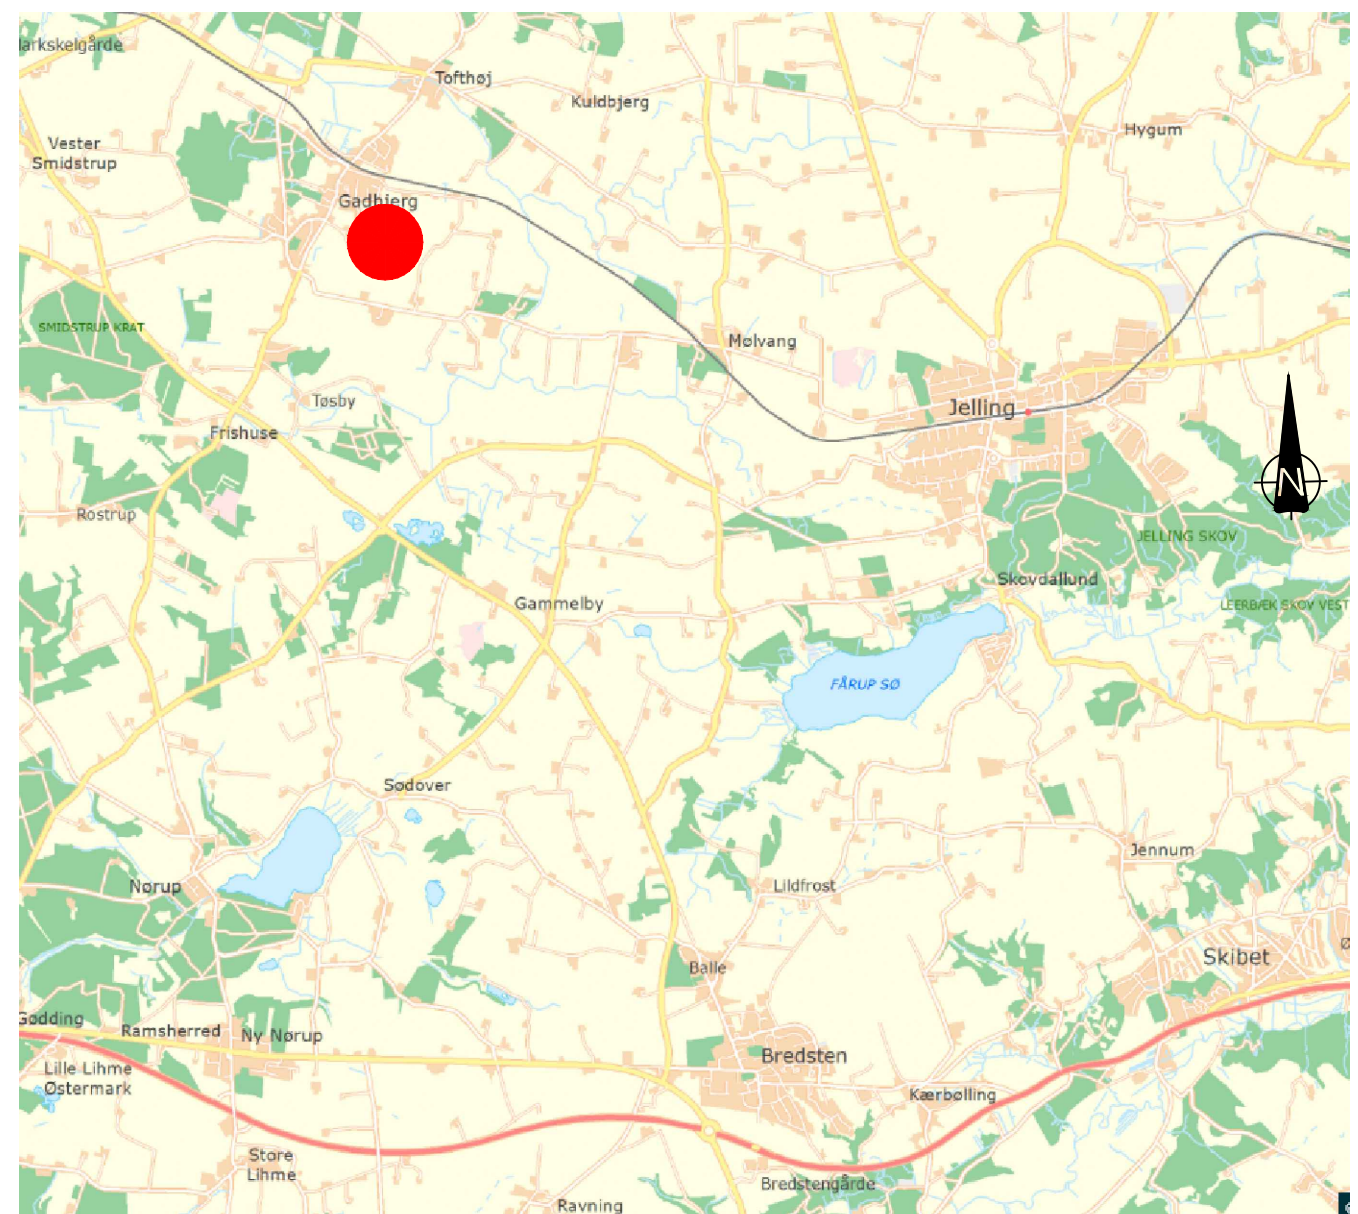 arkskelgårde
Tofthøj
Kuldbjerg
Hygum
Vester
Smidstrup
Gadbjerg
SMIDSTRUP KRAT
Mølvang
Tøsby
Jelling
Frishuse
N
Rostrup
JELLING SKOV
Skovdallund
Gammelby
LEERBÆK SKOV VEST
FÅRUP SØ
Sødover
Jennum
Nørup
Lildfrost
Ø
Skibet
Balle
Gødding
Ramsherred
Ny Nørup
Bredsten
Lille Lihme
Østermark
Kærbølling
Store
Lihme
Bredstengårde
Ravning